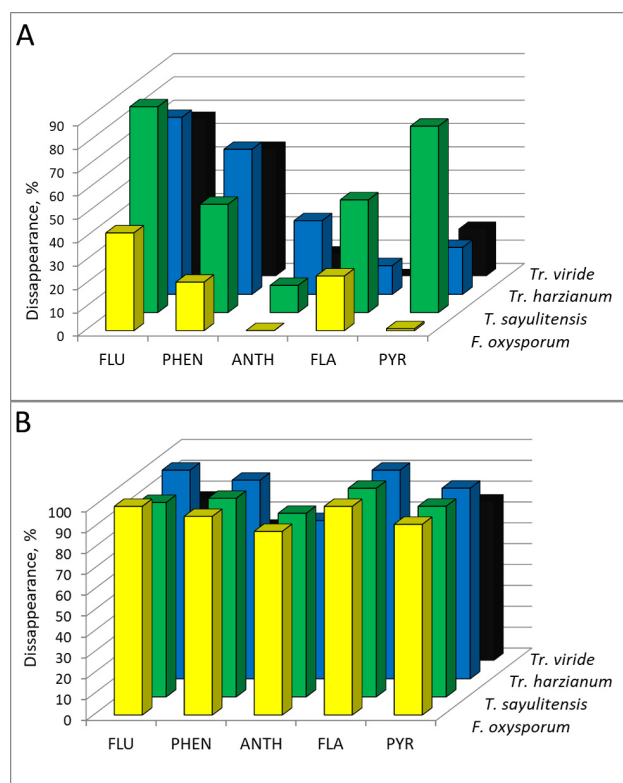 A
Dissappearance, %
90
80
70
60
50
40
30
20
10
0
FLU PHEN ANTH FLA PYR
Tr. viride
Tr. harzianum
T. sayulitensis
F. oxysporum
B
Dissappearance, %
100
90
80
70
60
50
40
30
20
10
0
FLU PHEN ANTH FLA PYR
Tr. viride
Tr. harzianum
T. sayulitensis
F. oxysporum